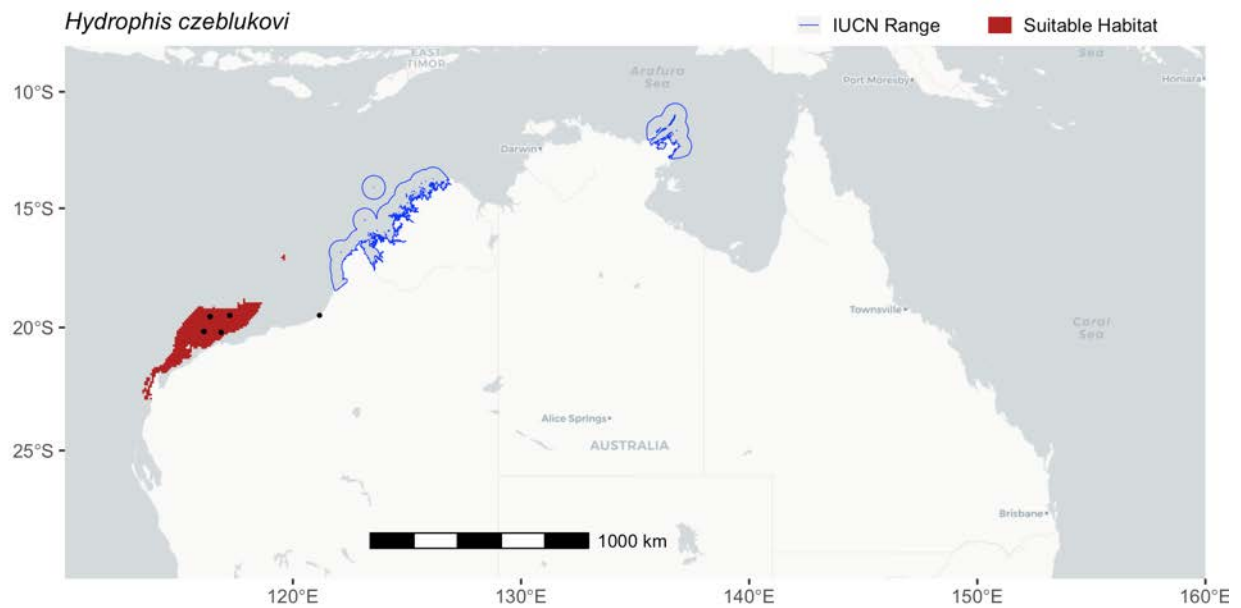 Hydrophis czeblukovi
IUCN Range
Suitable Habitat
EAST
TIMOR
Arafura
Sea
Port Moresby
Sea
Honiara
10°S
Darwin
15°S
Townsville
Coral
Sea
20°S
Alice Springs
AUSTRALIA
25°S
Brisbane
1000 km
120°E
130°E
140°E
150°E
160°E